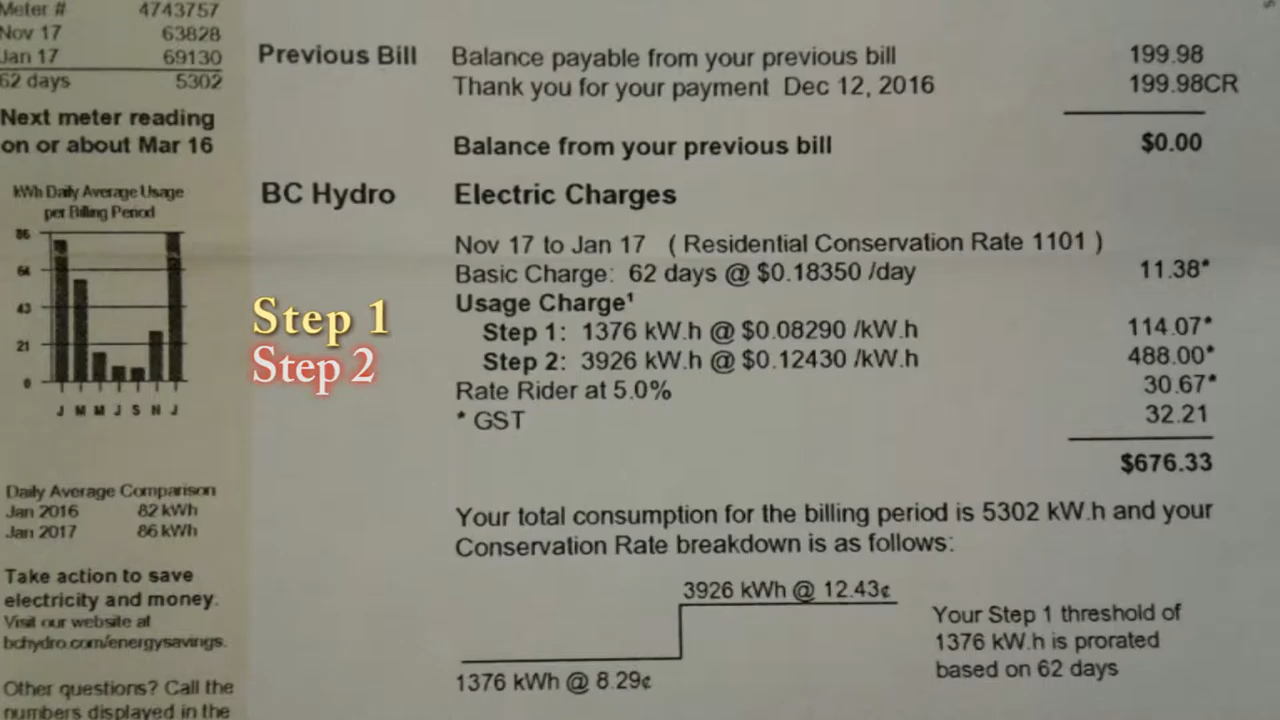 Meter # 4743757
Nov 17 63828
Jan 17 69130
62 days 5302
Next meter reading
on or about Mar 16
kWh Daily Average Usage
per Billing Period
86
64
43
21
0
J M M J S N J
Daily Average Comparison
Jan 2016 82 kWh
Jan 2017 86 kWh
Take action to save
electricity and money.
Visit our website at
bchydro.com/energysavings.
Other questions? Call the
numbers displayed in the
Previous Bill Balance payable from your previous bill 199.98
Thank you for your payment Dec 12, 2016 199.98CR
Balance from your previous bill $0.00
BC Hydro Electric Charges
Nov 17 to Jan 17 ( Residential Conservation Rate 1101 )
Basic Charge: 62 days @ $0.18350 /day 11.38*
Usage Charge¹
Step 1 Step 1: 1376 kW.h @ $0.08290 /kW.h 114.07*
Step 2 Step 2: 3926 kW.h @ $0.12430 /kW.h 488.00*
Rate Rider at 5.0% 30.67*
* GST 32.21
$676.33
Your total consumption for the billing period is 5302 kW.h and your
Conservation Rate breakdown is as follows:
3926 kWh @ 12.43¢
1376 kWh @ 8.29¢
Your Step 1 threshold of
1376 kW.h is prorated
based on 62 days